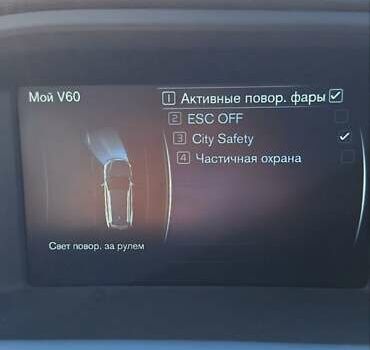 Мой V60
1 Активные повор. фары
2 ESC OFF
3 City Safety
4 Частичная охрана
Свет повор. за рулем